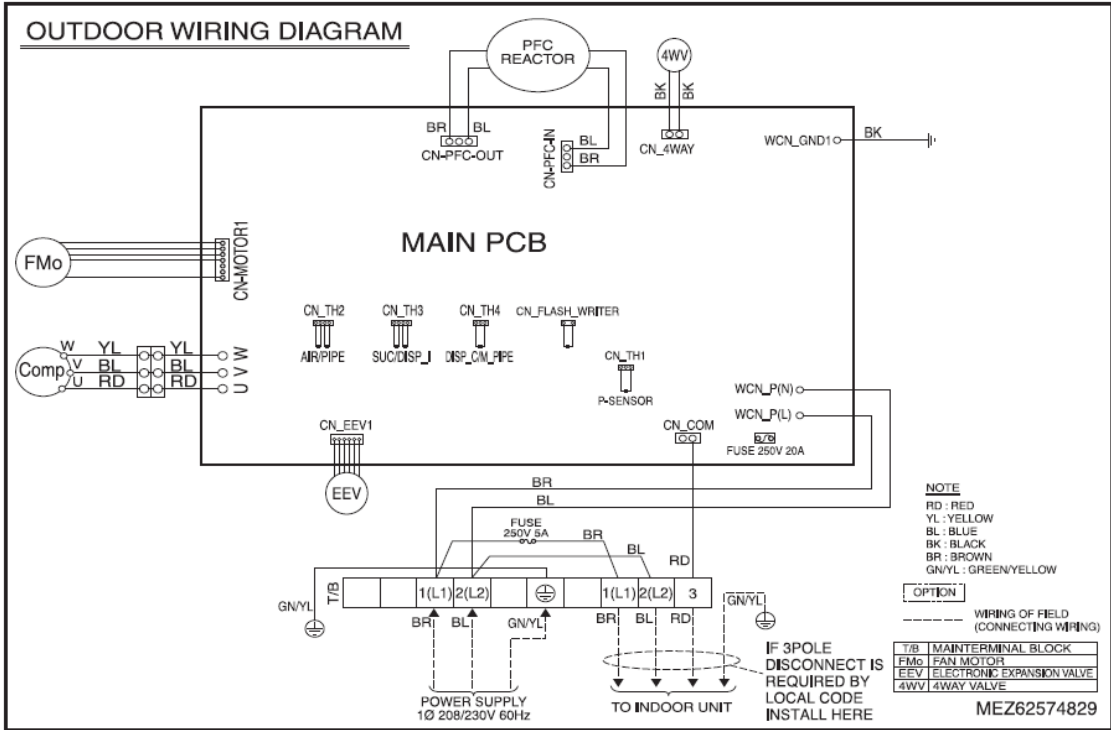 OUTDOOR WIRING DIAGRAM
PFC
REACTOR
4WV
BK
BK
BR
BL
CN-PFC-OUT
CN-PFC-IN
BL
BR
CN_4WAY
WCN_GND1
BK
MAIN PCB
FMo
CN-MOTOR1
CN_TH2
CN_TH3
CN_TH4
CN_FLASH_WRITER
AIR/PIPE
SUC/DISP_I
DISP_C/M_PIPE
CN_TH1
P-SENSOR
Comp
W
V
U
YL
BL
RD
YL
BL
RD
W
V
U
WCN_P(N)
WCN_P(L)
CN_EEV1
CN_COM
FUSE 250V 20A
EEV
BR
BL
FUSE
250V 5A
BR
BL
RD
T/B
1(L1)
2(L2)
1(L1)
2(L2)
3
GN/YL
BR
BL
GN/YL
BR
BL
RD
GN/YL
POWER SUPPLY
1Ø 208/230V 60Hz
TO INDOOR UNIT
IF 3POLE
DISCONNECT IS
REQUIRED BY
LOCAL CODE
INSTALL HERE
NOTE
RD : RED
YL : YELLOW
BL : BLUE
BK : BLACK
BR : BROWN
GN/YL : GREEN/YELLOW
OPTION
WIRING OF FIELD
(CONNECTING WIRING)
T/B MAINTERMINAL BLOCK
FMo FAN MOTOR
EEV ELECTRONIC EXPANSION VALVE
4WV 4WAY VALVE
MEZ62574829